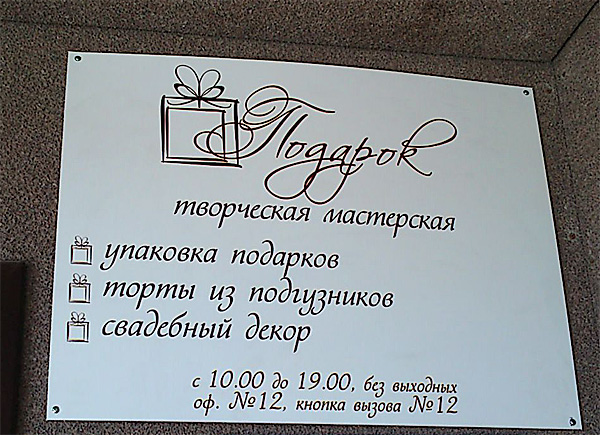 Подарок
творческая мастерская
упаковка подарков
торты из подгузников
свадебный декор
с 10.00 до 19.00, без выходных
оф. №12, кнопка вызова №12